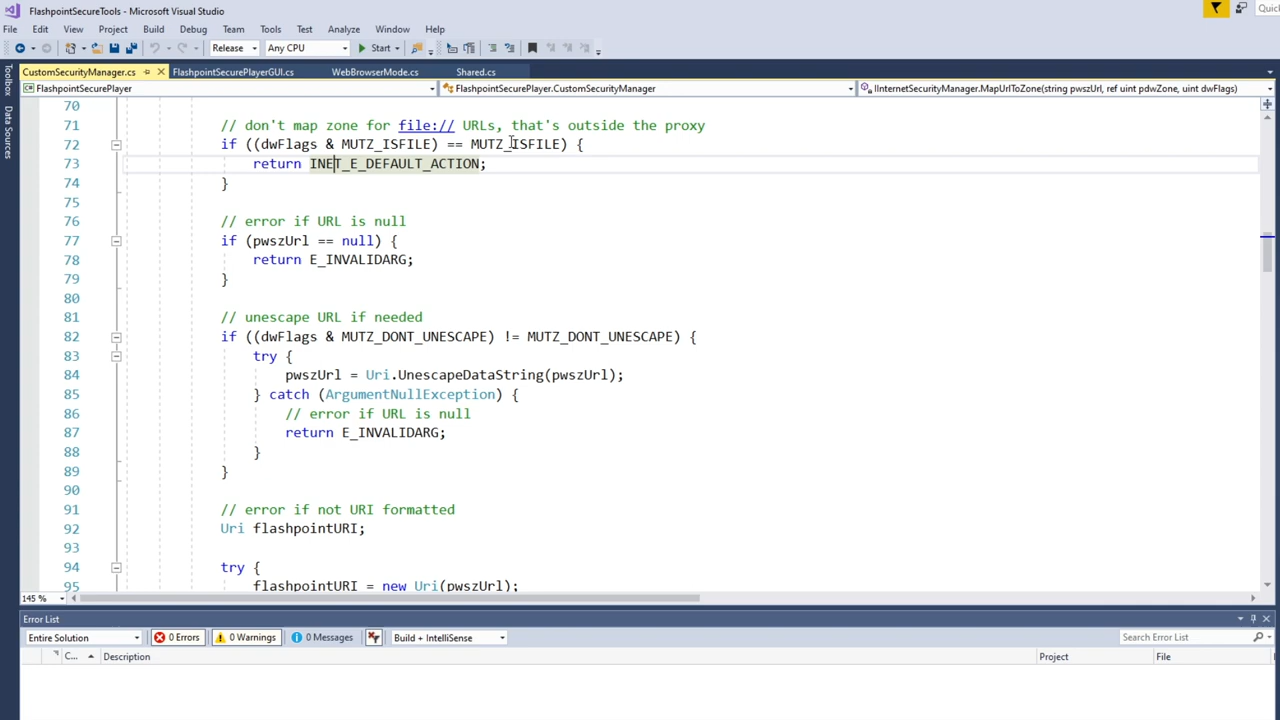 FlashpointSecureTools - Microsoft Visual Studio
Quic
File Edit View Project Build Debug Team Tools Test Analyze Window Help
Release Any CPU Start
CustomSecurityManager.cs FlashpointSecurePlayerGUI.cs WebBrowserMode.cs Shared.cs
FlashpointSecurePlayer FlashpointSecurePlayer.CustomSecurityManager IInternetSecurityManager.MapUrlToZone(string pwszUrl, ref uint pdwZone, uint dwFlags)
Toolbox
Data Sources
70
71 // don't map zone for file:// URLs, that's outside the proxy
72 if ((dwFlags & MUTZ_ISFILE) == MUTZ_ISFILE) {
73 return INET_E_DEFAULT_ACTION;
74 }
75
76 // error if URL is null
77 if (pwszUrl == null) {
78 return E_INVALIDARG;
79 }
80
81 // unescape URL if needed
82 if ((dwFlags & MUTZ_DONT_UNESCAPE) != MUTZ_DONT_UNESCAPE) {
83 try {
84 pwszUrl = Uri.UnescapeDataString(pwszUrl);
85 } catch (ArgumentNullException) {
86 // error if URL is null
87 return E_INVALIDARG;
88 }
89 }
90
91 // error if not URI formatted
92 Uri flashpointURI;
93
94 try {
95 flashpointURI = new Uri(pwszUrl);
145 %
Error List
Entire Solution 0 Errors 0 Warnings 0 Messages Build + IntelliSense Search Error List
C... Description Project File